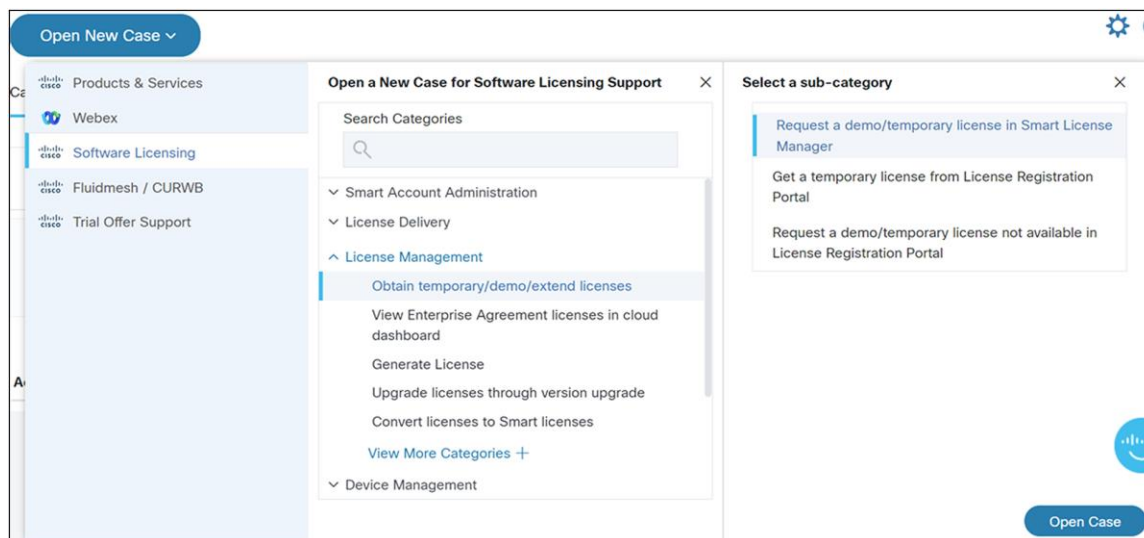 Open New Case
Products & Services
Webex
Software Licensing
Fluidmesh / CURWB
Trial Offer Support
Open a New Case for Software Licensing Support
Search Categories
Smart Account Administration
License Delivery
License Management
Obtain temporary/demo/extend licenses
View Enterprise Agreement licenses in cloud
dashboard
Generate License
Upgrade licenses through version upgrade
Convert licenses to Smart licenses
View More Categories +
Device Management
Select a sub-category
Request a demo/temporary license in Smart License
Manager
Get a temporary license from License Registration
Portal
Request a demo/temporary license not available in
License Registration Portal
Open Case